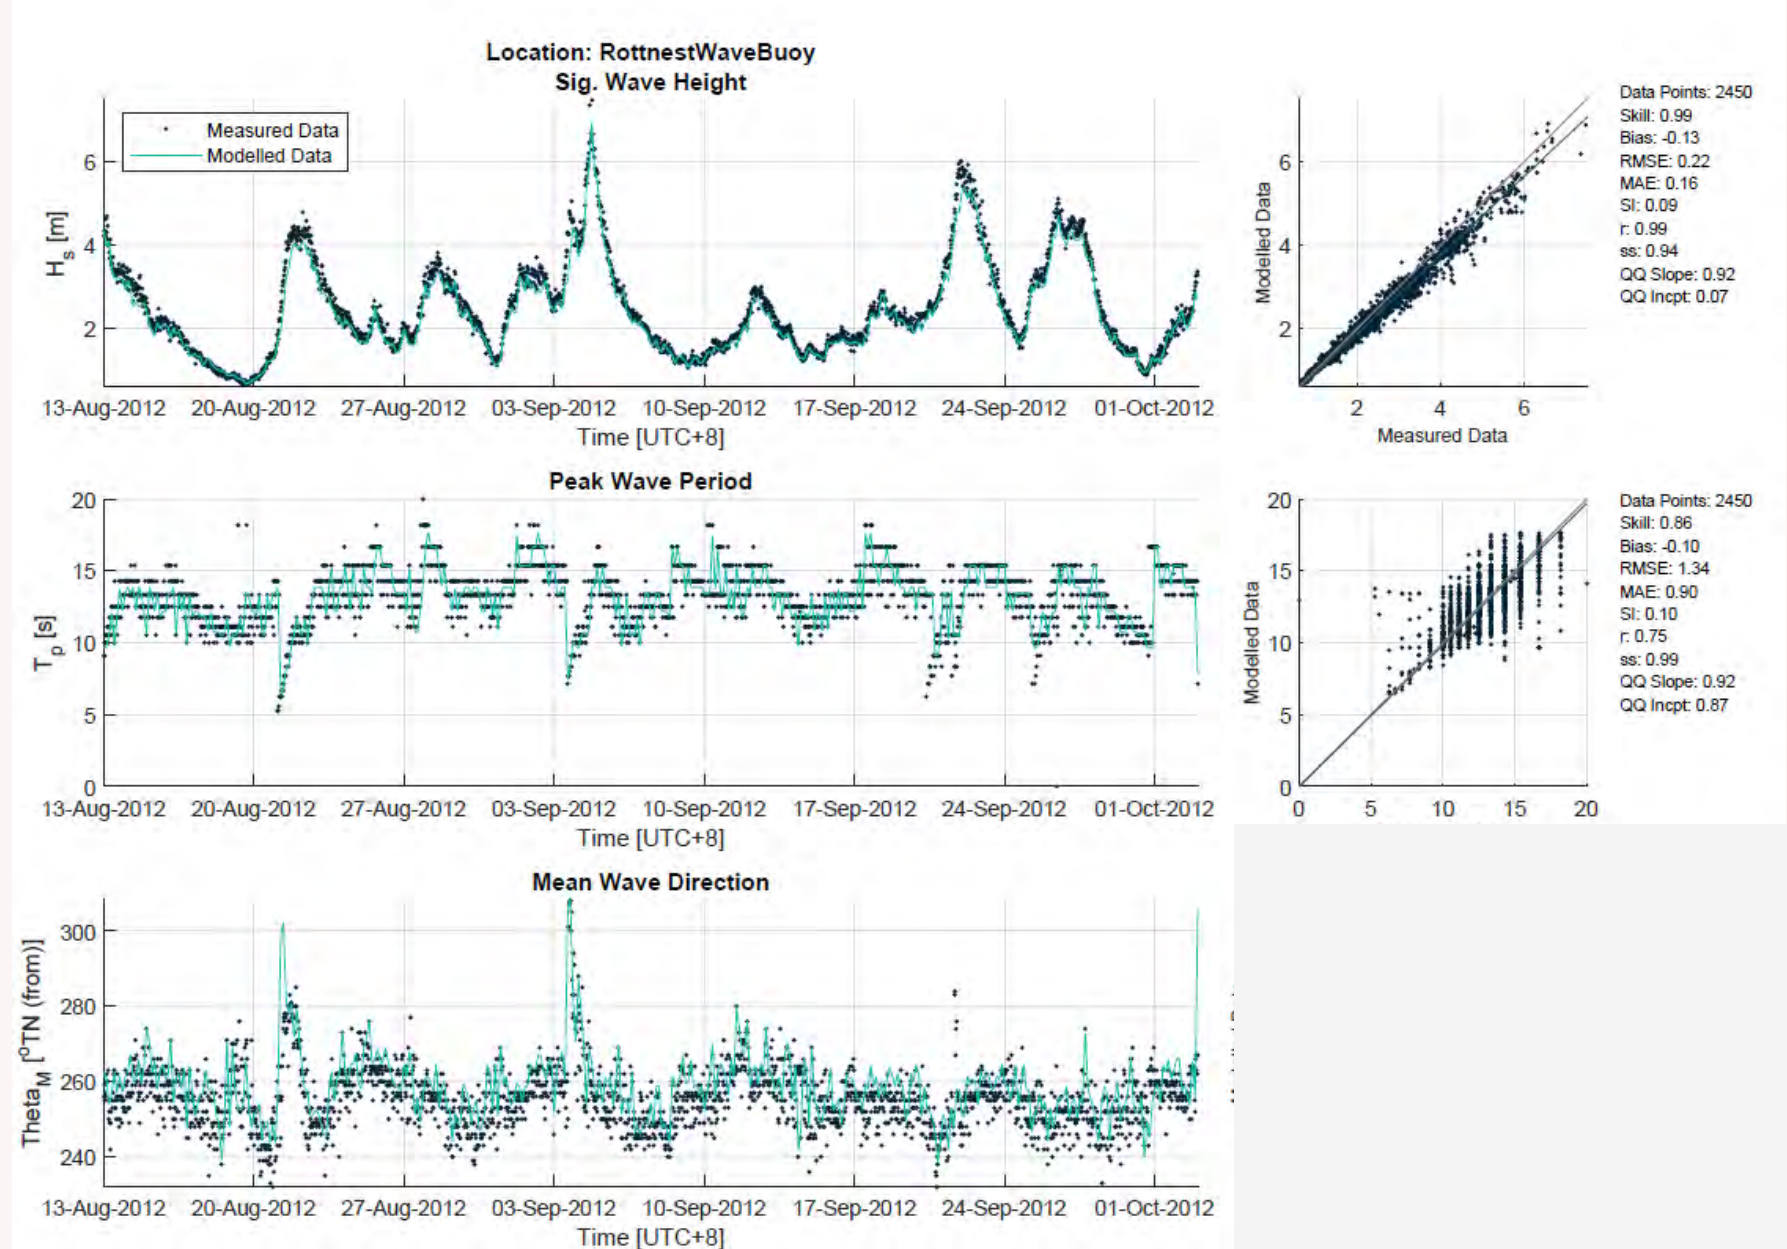 Location: RottnestWaveBuoy
Sig. Wave Height
Measured Data
Modelled Data
Hs [m]
6
4
2
13-Aug-2012 20-Aug-2012 27-Aug-2012 03-Sep-2012 10-Sep-2012 17-Sep-2012 24-Sep-2012 01-Oct-2012
Time [UTC+8]
Modelled Data
6
4
2
2 4 6
Measured Data
Data Points: 2450
Skill: 0.99
Bias: -0.13
RMSE: 0.22
MAE: 0.16
SI: 0.09
r: 0.99
ss: 0.94
QQ Slope: 0.92
QQ Incpt: 0.07
Peak Wave Period
Tp [s]
20
15
10
5
0
13-Aug-2012 20-Aug-2012 27-Aug-2012 03-Sep-2012 10-Sep-2012 17-Sep-2012 24-Sep-2012 01-Oct-2012
Time [UTC+8]
Modelled Data
20
15
10
5
0
0 5 10 15 20
Data Points: 2450
Skill: 0.86
Bias: -0.10
RMSE: 1.34
MAE: 0.90
SI: 0.10
r: 0.75
ss: 0.99
QQ Slope: 0.92
QQ Incpt: 0.87
Mean Wave Direction
ThetaM [oTN (from)]
300
280
260
240
13-Aug-2012 20-Aug-2012 27-Aug-2012 03-Sep-2012 10-Sep-2012 17-Sep-2012 24-Sep-2012 01-Oct-2012
Time [UTC+8]